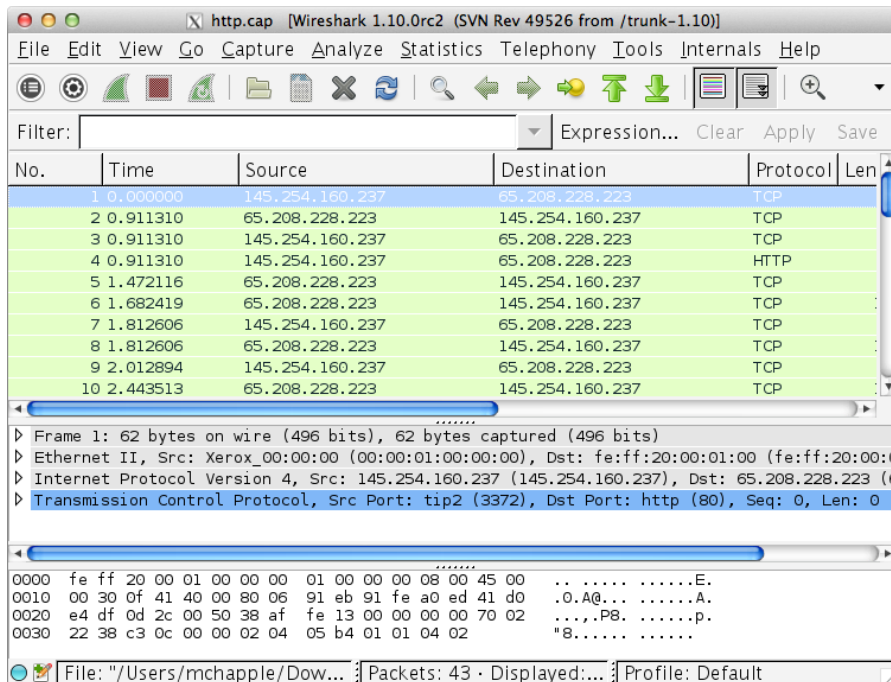 http.cap [Wireshark 1.10.0rc2 (SVN Rev 49526 from /trunk-1.10)]
File Edit View Go Capture Analyze Statistics Telephony Tools Internals Help
Filter: Expression... Clear Apply Save
No. Time Source Destination Protocol Len
1 0.000000 145.254.160.237 65.208.228.223 TCP
2 0.911310 65.208.228.223 145.254.160.237 TCP
3 0.911310 145.254.160.237 65.208.228.223 TCP
4 0.911310 145.254.160.237 65.208.228.223 HTTP
5 1.472116 65.208.228.223 145.254.160.237 TCP
6 1.682419 65.208.228.223 145.254.160.237 TCP
7 1.812606 145.254.160.237 65.208.228.223 TCP
8 1.812606 65.208.228.223 145.254.160.237 TCP
9 2.012894 145.254.160.237 65.208.228.223 TCP
10 2.443513 65.208.228.223 145.254.160.237 TCP
Frame 1: 62 bytes on wire (496 bits), 62 bytes captured (496 bits)
Ethernet II, Src: Xerox_00:00:00 (00:00:01:00:00:00), Dst: fe:ff:20:00:01:00 (fe:ff:20:00:
Internet Protocol Version 4, Src: 145.254.160.237 (145.254.160.237), Dst: 65.208.228.223 (
Transmission Control Protocol, Src Port: tip2 (3372), Dst Port: http (80), Seq: 0, Len: 0
0000 fe ff 20 00 01 00 00 00 01 00 00 00 08 00 45 00 .. ..... ......E.
0010 00 30 0f 41 40 00 80 06 91 eb 91 fe a0 ed 41 d0 .0.A@... ......A.
0020 e4 df 0d 2c 00 50 38 af fe 13 00 00 00 00 70 02 ...,.P8. ......p.
0030 22 38 c3 0c 00 00 02 04 05 b4 01 01 04 02 "8...... ......
File: "/Users/mchapple/Dow... Packets: 43 · Displayed:... Profile: Default